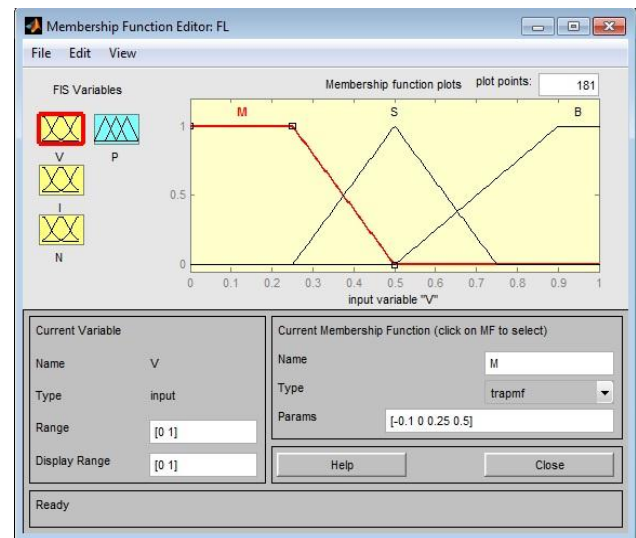 Membership Function Editor: FL
File Edit View
FIS Variables
Membership function plots plot points: 181
V P
I
N
M S B
1
0.5
0
0 0.1 0.2 0.3 0.4 0.5 0.6 0.7 0.8 0.9 1
input variable "V"
Current Variable
Name V
Type input
Range [0 1]
Display Range [0 1]
Current Membership Function (click on MF to select)
Name M
Type trapmf
Params [-0.1 0 0.25 0.5]
Help Close
Ready